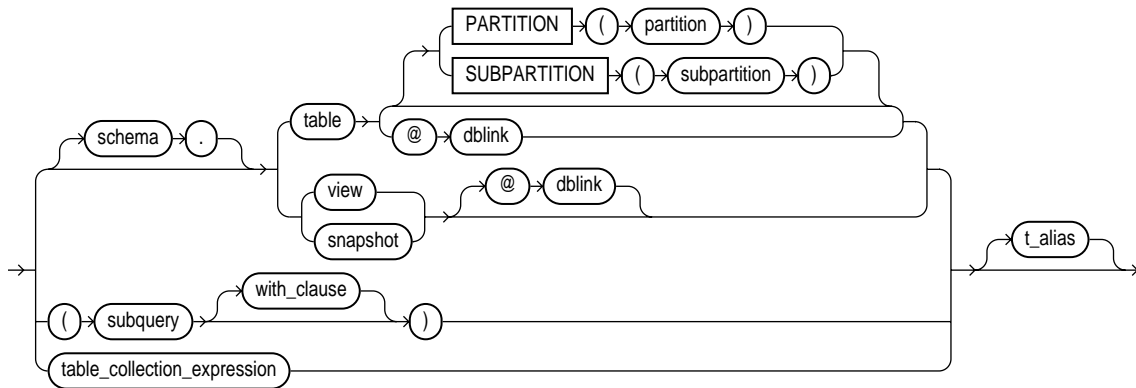 PARTITION ( partition )
SUBPARTITION ( subpartition )
table
@ dblink
schema .
view @ dblink
snapshot
t_alias
with_clause
( subquery )
table_collection_expression